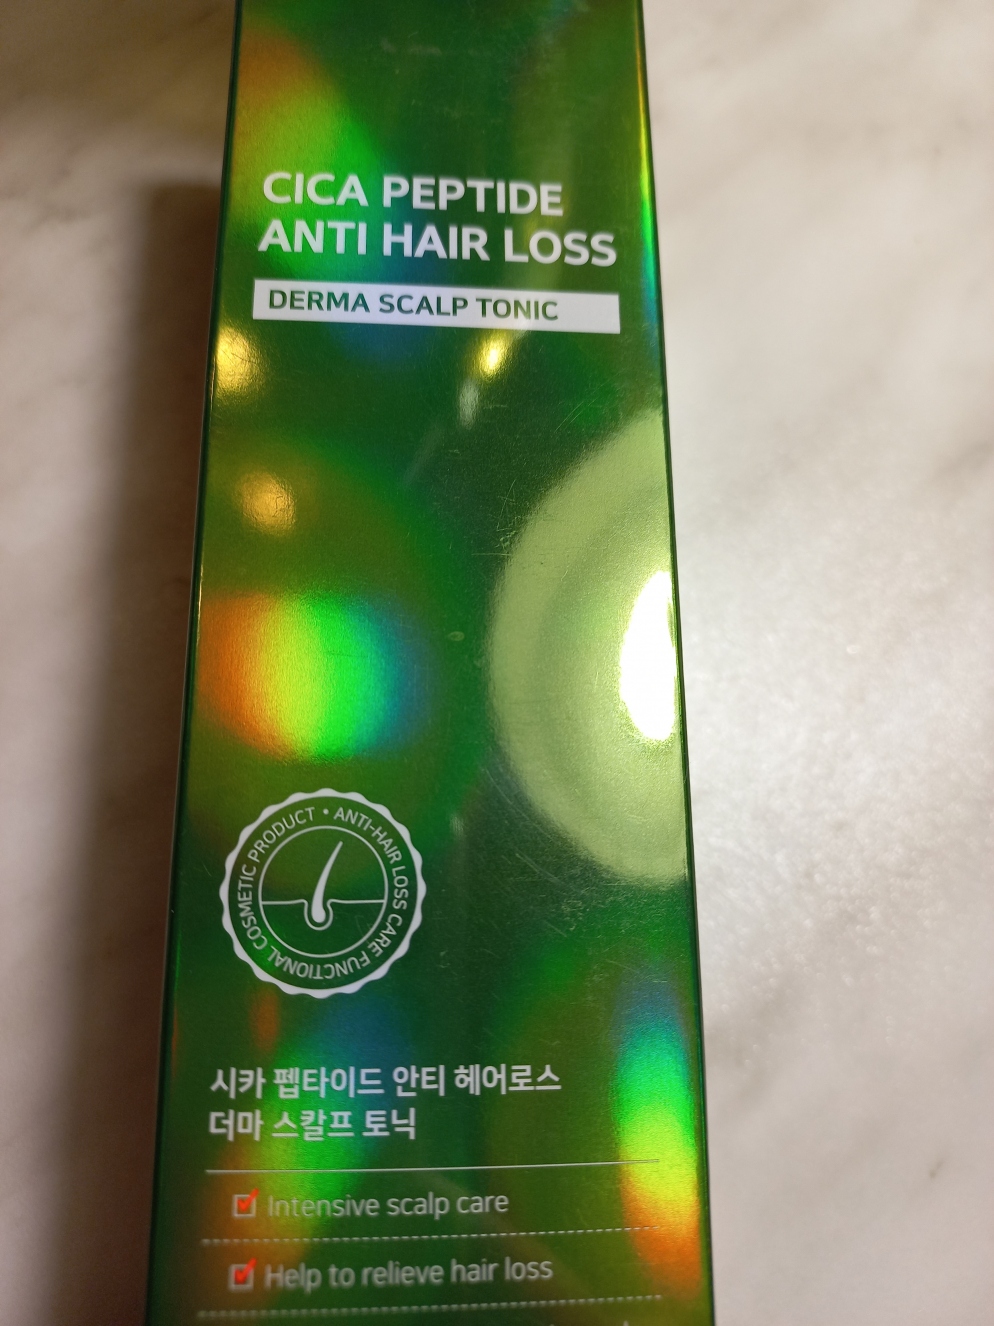 CICA PEPTIDE
ANTI HAIR LOSS
DERMA SCALP TONIC
COSMETIC PRODUCT • ANTI-HAIR LOSS CARE FUNCTIONAL
시카 펩타이드 안티 헤어로스
더마 스칼프 토닉
Intensive scalp care
Help to relieve hair loss